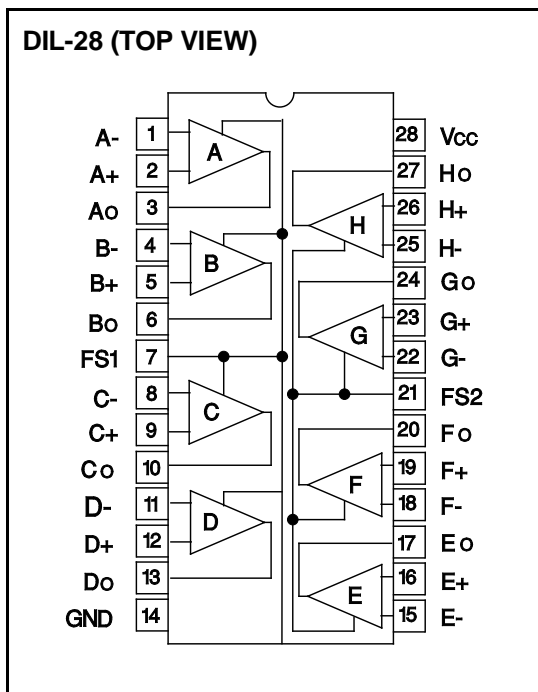 DIL-28 (TOP VIEW)
A- 1 A 28 Vcc
A+ 2 27 Ho
Ao 3 26 H+
B- 4 B H 25 H-
B+ 5 24 Go
Bo 6 23 G+
FS1 7 G 22 G-
C- 8 C 21 FS2
C+ 9 20 Fo
Co 10 19 F+
D- 11 D F 18 F-
D+ 12 17 Eo
Do 13 16 E+
GND 14 E 15 E-